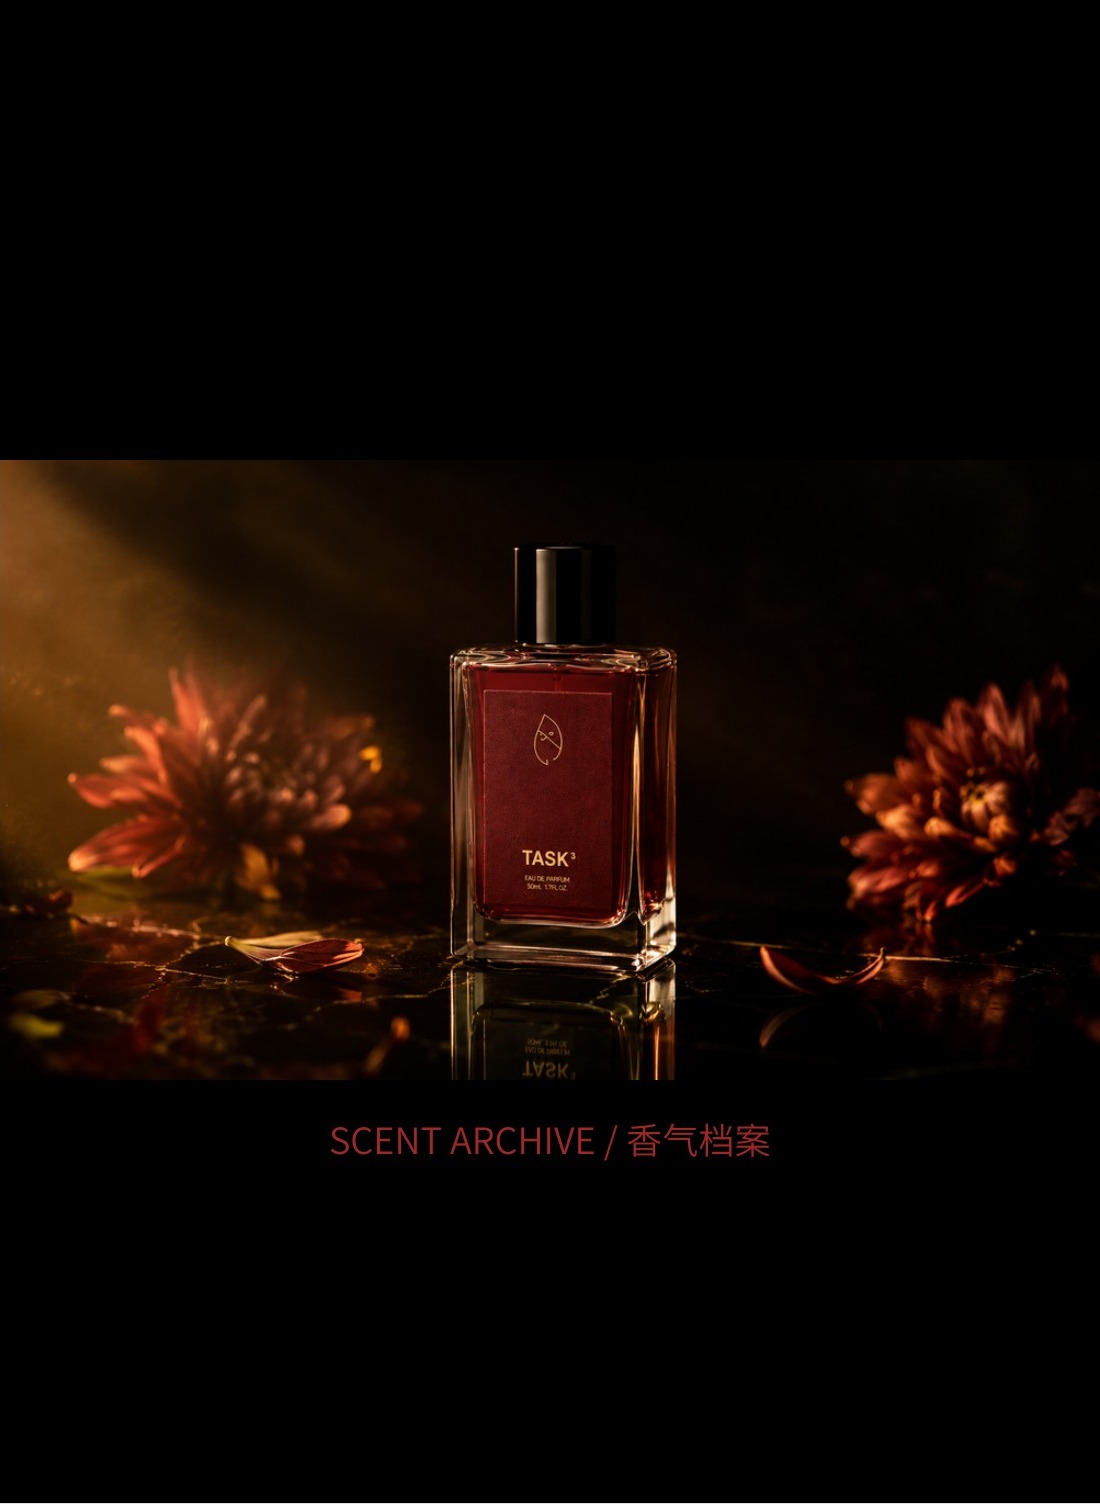 TASK³
EAU DE PARFUM
50mL 1.7FL.OZ.
SCENT ARCHIVE / 香气档案